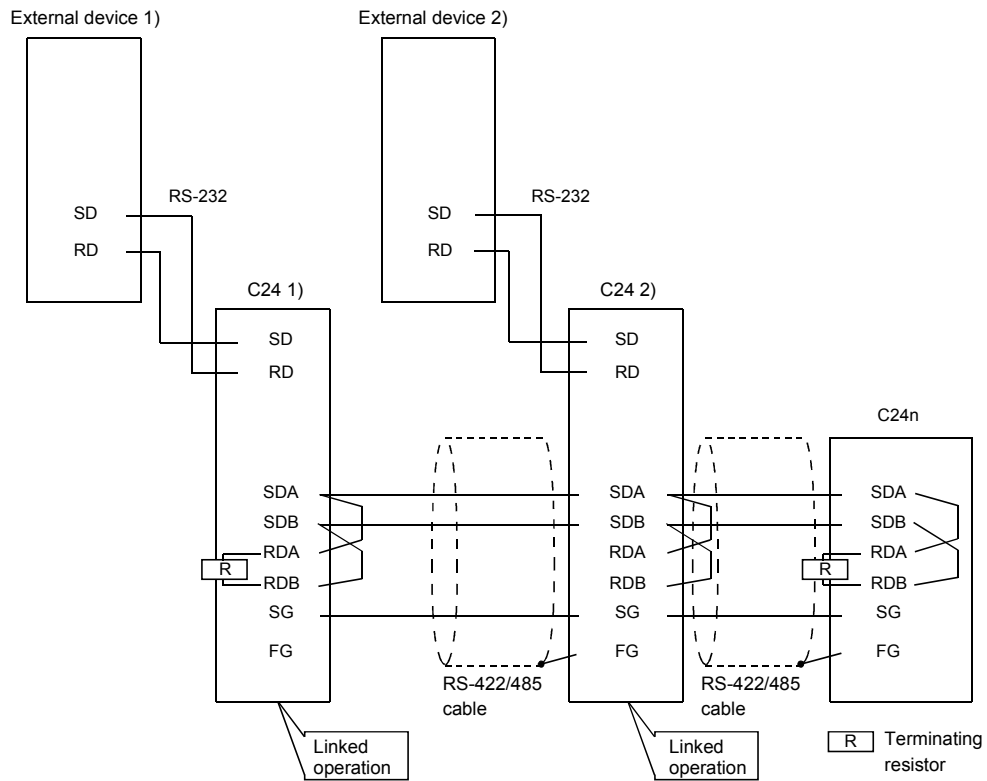 External device 1)
External device 2)
SD
RS-232
RD
SD
RS-232
RD
C24 1)
SD
RD
C24 2)
SD
RD
C24n
SDA
SDB
RDA
R
RDB
SG
FG
SDA
SDB
RDA
RDB
SG
FG
SDA
SDB
RDA
R
RDB
SG
FG
RS-422/485
cable
RS-422/485
cable
Linked
operation
Linked
operation
R
Terminating
resistor